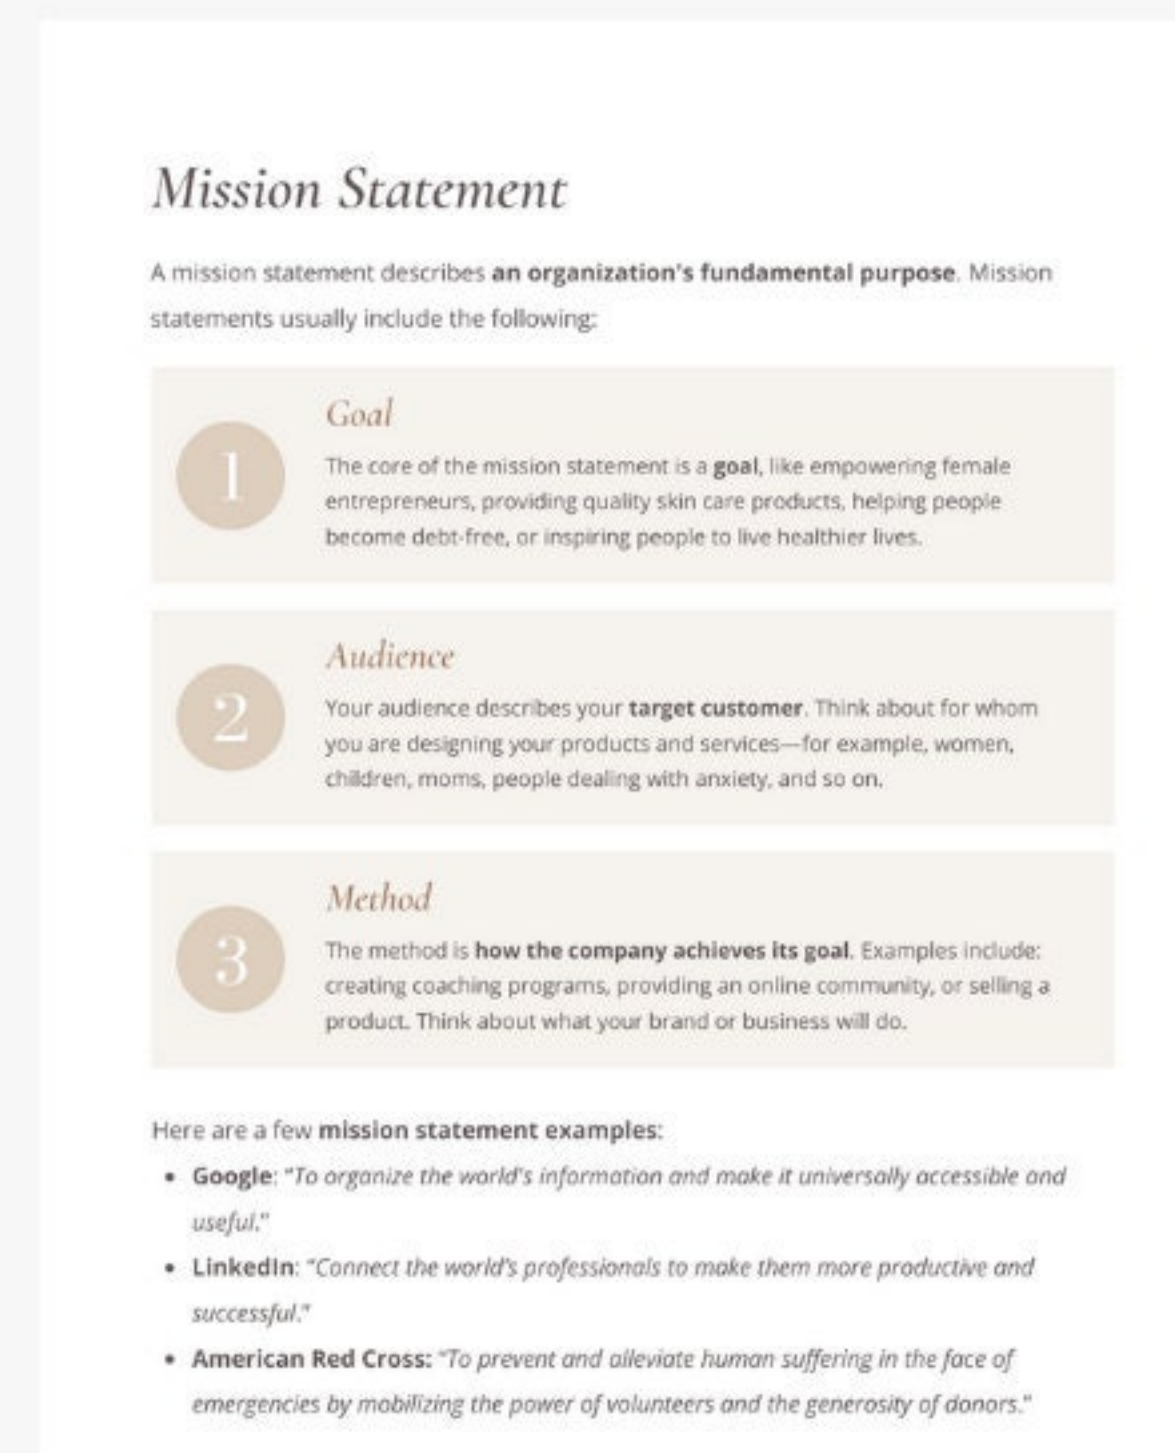 Mission Statement
A mission statement describes an organization's fundamental purpose. Mission
statements usually include the following:
Goal
1
The core of the mission statement is a goal, like empowering female
entrepreneurs, providing quality skin care products, helping people
become debt-free, or inspiring people to live healthier lives.
Audience
2
Your audience describes your target customer. Think about for whom
you are designing your products and services—for example, women,
children, moms, people dealing with anxiety, and so on.
Method
3
The method is how the company achieves its goal. Examples include:
creating coaching programs, providing an online community, or selling a
product. Think about what your brand or business will do.
Here are a few mission statement examples:
• Google: "To organize the world's information and make it universally accessible and
useful."
• LinkedIn: "Connect the world's professionals to make them more productive and
successful."
• American Red Cross: "To prevent and alleviate human suffering in the face of
emergencies by mobilizing the power of volunteers and the generosity of donors."